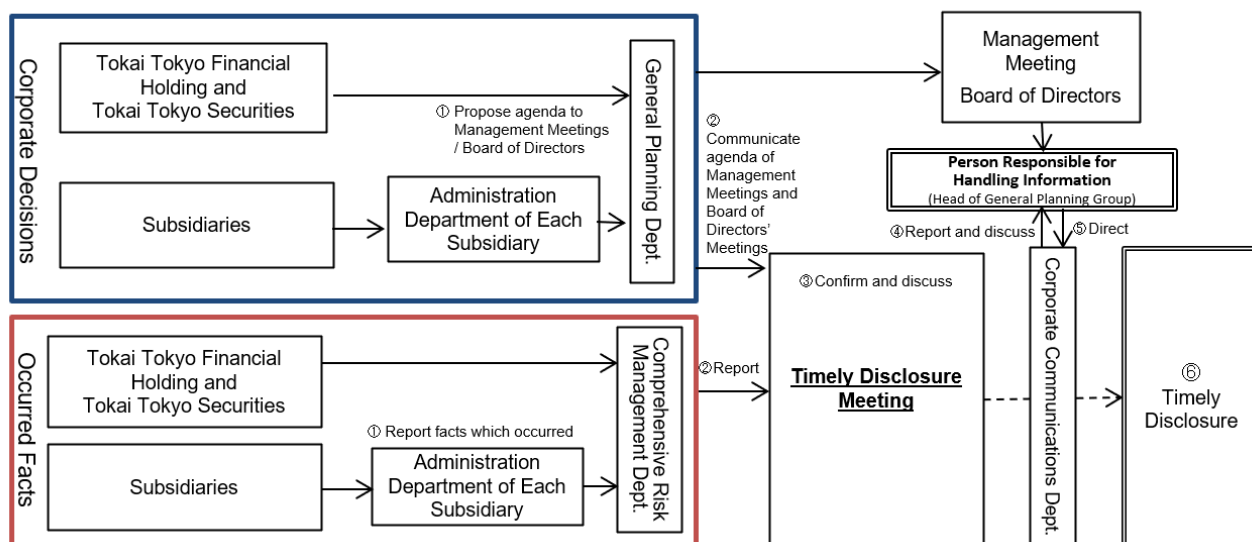 Corporate Decisions
Tokai Tokyo Financial
Holding and
Tokai Tokyo Securities
① Propose agenda to
Management Meetings
/ Board of Directors
Subsidiaries
Administration
Department of Each
Subsidiary
General Planning Dept.
②
Communicate
agenda of
Management
Meetings and
Board of
Directors’
Meetings
Management
Meeting
Board of Directors
Person Responsible for
Handling Information
(Head of General Planning Group)
④Report and discuss
⑤Direct
Occurred Facts
Tokai Tokyo Financial
Holding and
Tokai Tokyo Securities
① Report facts which occurred
Subsidiaries
Administration
Department of Each
Subsidiary
Comprehensive Risk
Management Dept.
②Report
③Confirm and discuss
Timely Disclosure
Meeting
Corporate Communications Dept.
⑥
Timely
Disclosure